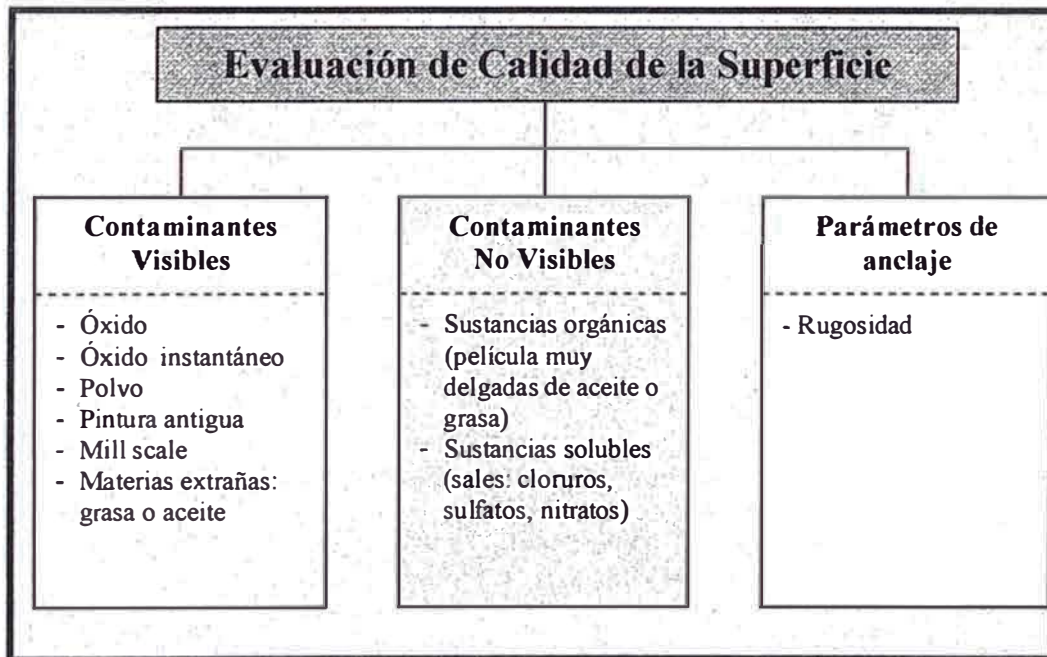 Evaluación de Calidad de la Superficie
Contaminantes
Visibles
- Óxido
- Óxido instantáneo
- Polvo
- Pintura antigua
- Mill scale
- Materias extrañas:
grasa o aceite
Contaminantes
No Visibles
- Sustancias orgánicas
(película muy
delgadas de aceite o
grasa)
- Sustancias solubles
(sales: cloruros,
sulfatos, nitratos)
Parámetros de
anclaje
- Rugosidad